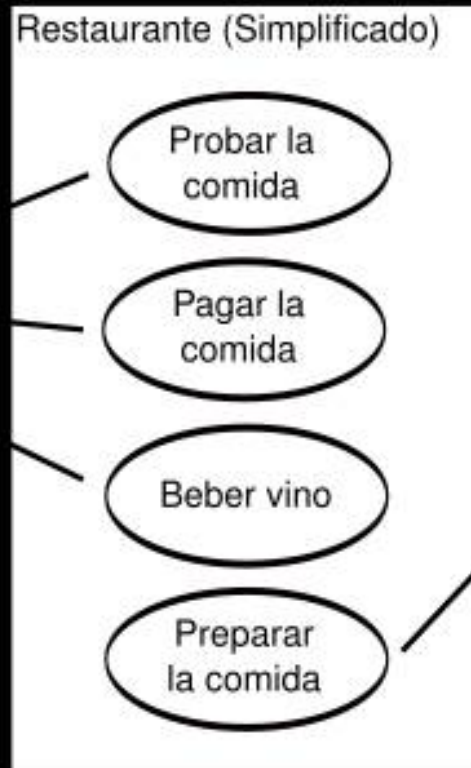 Restaurante (Simplificado)
Probar la
comida
Pagar la
comida
Beber vino
Preparar
la comida